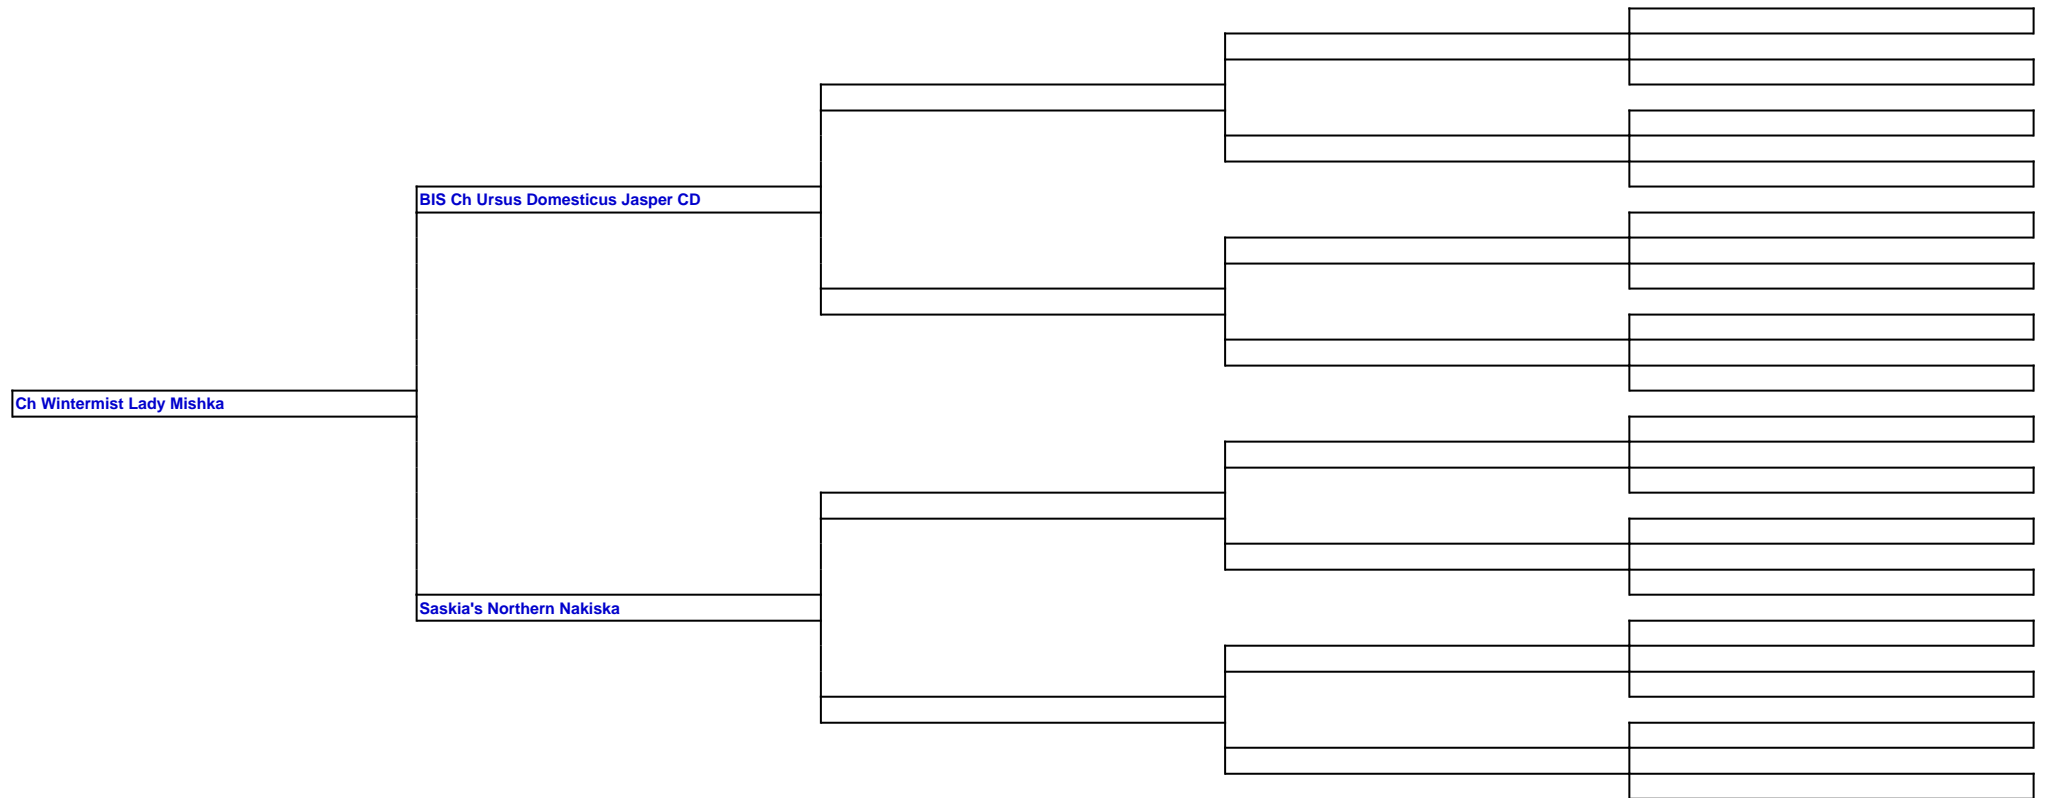 BIS Ch Ursus Domesticus Jasper CD
Ch Wintermist Lady Mishka
Saskia's Northern Nakiska